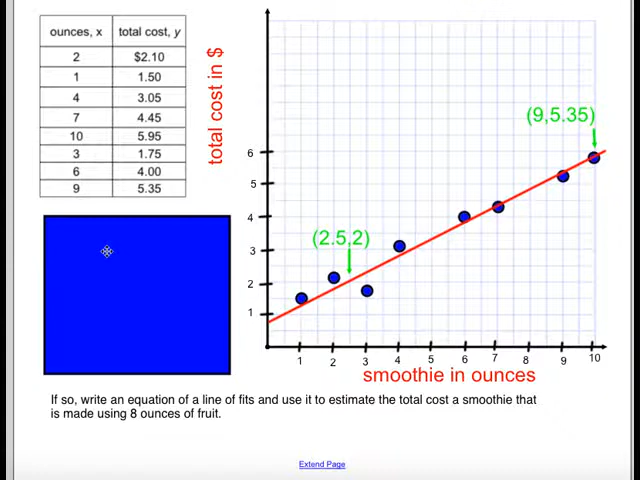 ounces, x total cost, y
2 $2.10
1 1.50
4 3.05
7 4.45
10 5.95
3 1.75
6 4.00
9 5.35
total cost in $
(9,5.35)
(2.5,2)
6
5
4
3
2
1
1 2 3 4 5 6 7 8 9 10
smoothie in ounces
If so, write an equation of a line of fits and use it to estimate the total cost a smoothie that
is made using 8 ounces of fruit.
Extend Page